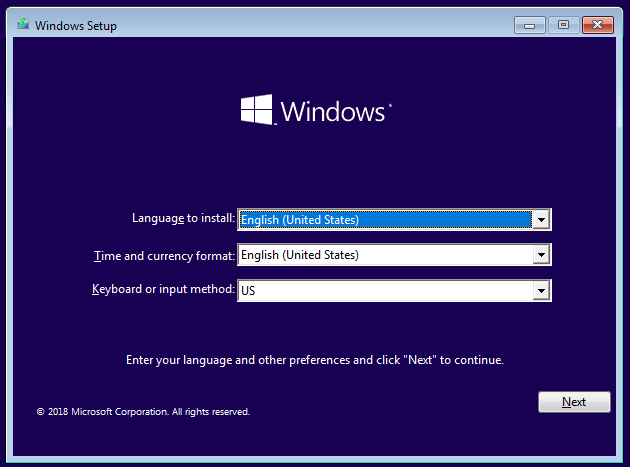 Windows Setup
Windows
Language to install: English (United States)
Time and currency format: English (United States)
Keyboard or input method: US
Enter your language and other preferences and click "Next" to continue.
Next
© 2018 Microsoft Corporation. All rights reserved.